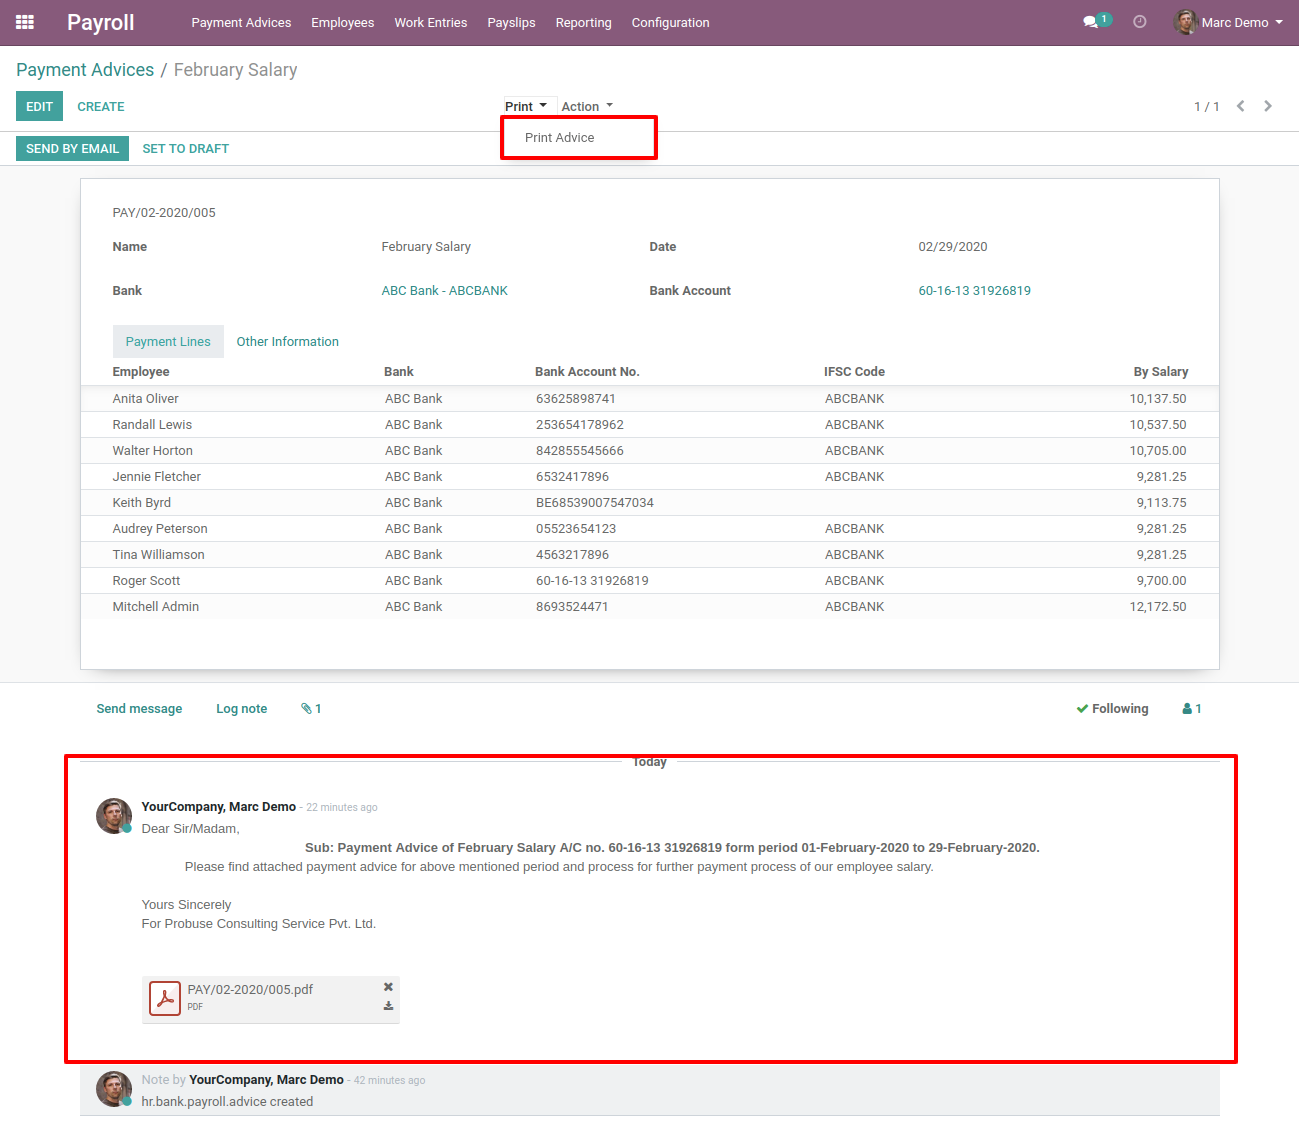 Payroll Payment Advices Employees Work Entries Payslips Reporting Configuration 1 Marc Demo
Payment Advices / February Salary
EDIT CREATE Print Action 1 / 1
Print Advice
SEND BY EMAIL SET TO DRAFT
PAY/02-2020/005
Name February Salary Date 02/29/2020
Bank ABC Bank - ABCBANK Bank Account 60-16-13 31926819
Payment Lines Other Information
Employee Bank Bank Account No. IFSC Code By Salary
Anita Oliver ABC Bank 63625898741 ABCBANK 10,137.50
Randall Lewis ABC Bank 253654178962 ABCBANK 10,537.50
Walter Horton ABC Bank 842855545666 ABCBANK 10,705.00
Jennie Fletcher ABC Bank 6532417896 ABCBANK 9,281.25
Keith Byrd ABC Bank BE68539007547034 9,113.75
Audrey Peterson ABC Bank 05523654123 ABCBANK 9,281.25
Tina Williamson ABC Bank 4563217896 ABCBANK 9,281.25
Roger Scott ABC Bank 60-16-13 31926819 ABCBANK 9,700.00
Mitchell Admin ABC Bank 8693524471 ABCBANK 12,172.50
Send message Log note 1 Following 1
Today
YourCompany, Marc Demo - 22 minutes ago
Dear Sir/Madam,
Sub: Payment Advice of February Salary A/C no. 60-16-13 31926819 form period 01-February-2020 to 29-February-2020.
Please find attached payment advice for above mentioned period and process for further payment process of our employee salary.
Yours Sincerely
For Probuse Consulting Service Pvt. Ltd.
PAY/02-2020/005.pdf
PDF
Note by YourCompany, Marc Demo - 42 minutes ago
hr.bank.payroll.advice created